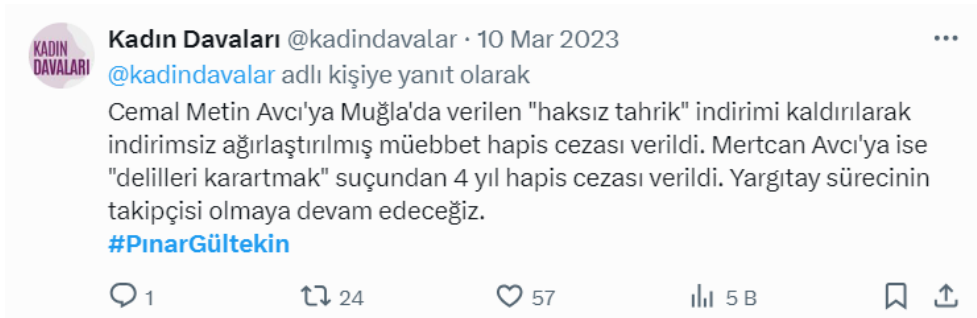 KADIN
DAVALARI
Kadın Davaları @kadindavalar · 10 Mar 2023
@kadindavalar adlı kişiye yanıt olarak
Cemal Metin Avcı'ya Muğla'da verilen "haksız tahrik" indirimi kaldırılarak
indirimsiz ağırlaştırılmış müebbet hapis cezası verildi. Mertcan Avcı'ya ise
"delilleri karartmak" suçundan 4 yıl hapis cezası verildi. Yargıtay sürecinin
takipçisi olmaya devam edeceğiz.
#PınarGültekin
1 24 57 5 B